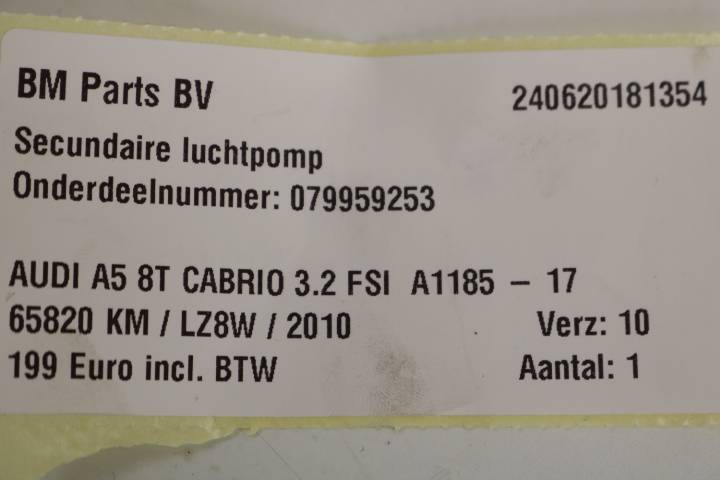 BM Parts BV 240620181354
Secundaire luchtpomp
Onderdeelnummer: 079959253
AUDI A5 8T CABRIO 3.2 FSI A1185 – 17
65820 KM / LZ8W / 2010 Verz: 10
199 Euro incl. BTW Aantal: 1